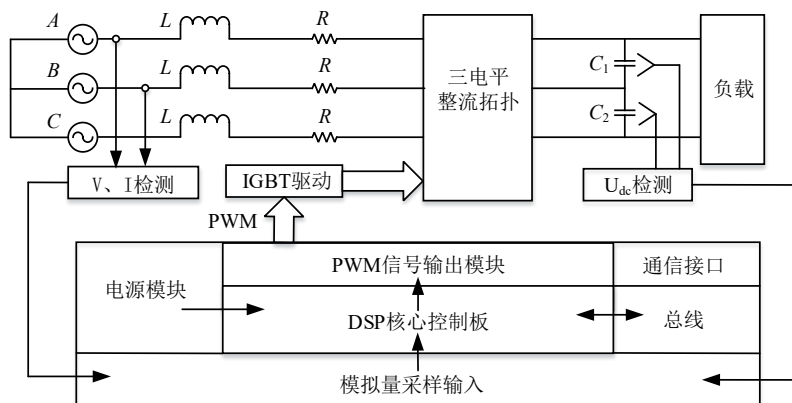 A L R
B L R
C L R
三电平
整流拓扑
C1
C2
负载
V、I检测
IGBT驱动
Udc检测
PWM
电源模块
PWM信号输出模块
通信接口
DSP核心控制板
总线
模拟量采样输入